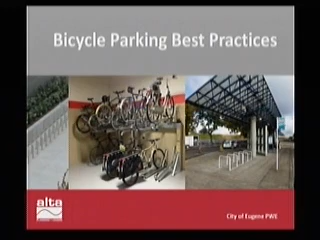 Bicycle Parking Best Practices
alta
City of Eugene PWE